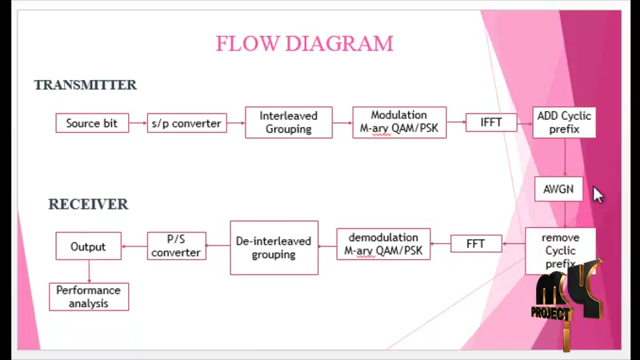 FLOW DIAGRAM
TRANSMITTER
Source bit
s/p converter
Interleaved
Grouping
Modulation
M-ary QAM/PSK
IFFT
ADD Cyclic
prefix
AWGN
RECEIVER
Output
P/S
converter
De-interleaved
grouping
demodulation
M-ary QAM/PSK
FFT
remove
Cyclic
prefix
Performance
analysis
PROJECT